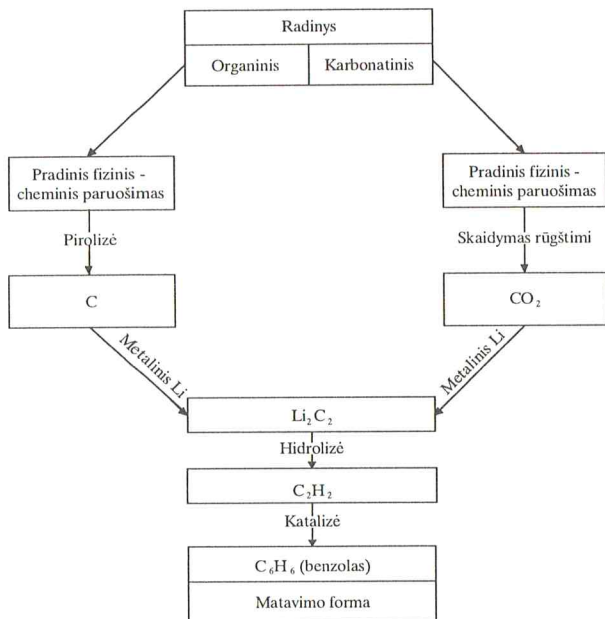 Radinys
Organinis Karbonatinis
Pradinis fizinis -
cheminis paruošimas
Pradinis fizinis -
cheminis paruošimas
Pirolizė
Skaidymas rūgštimi
C
CO₂
Metalinis Li
Metalinis Li
Li₂C₂
Hidrolizė
C₂H₂
Katalizė
C₆H₆ (benzolas)
Matavimo forma